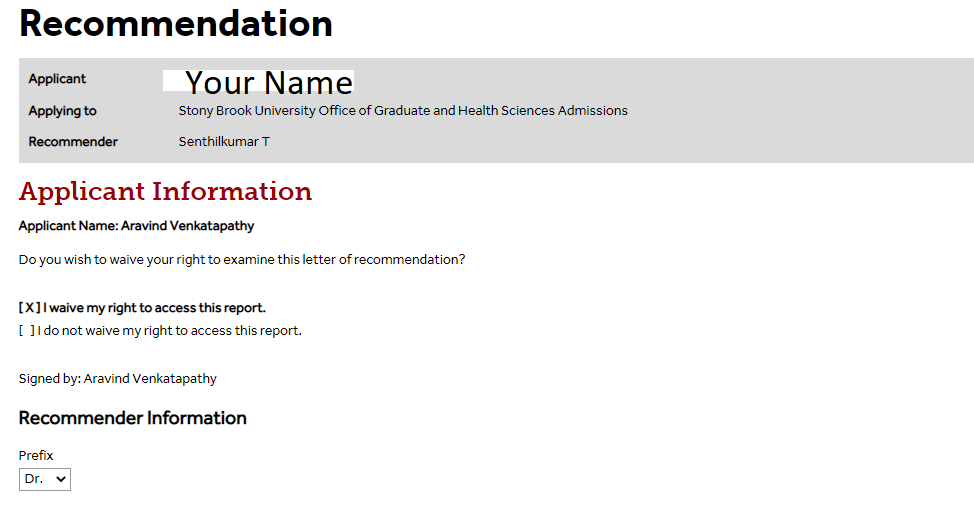 Recommendation
Applicant Your Name
Applying to Stony Brook University Office of Graduate and Health Sciences Admissions
Recommender Senthilkumar T
Applicant Information
Applicant Name: Aravind Venkatapathy
Do you wish to waive your right to examine this letter of recommendation?
[ X ] I waive my right to access this report.
[ ] I do not waive my right to access this report.
Signed by: Aravind Venkatapathy
Recommender Information
Prefix
Dr.